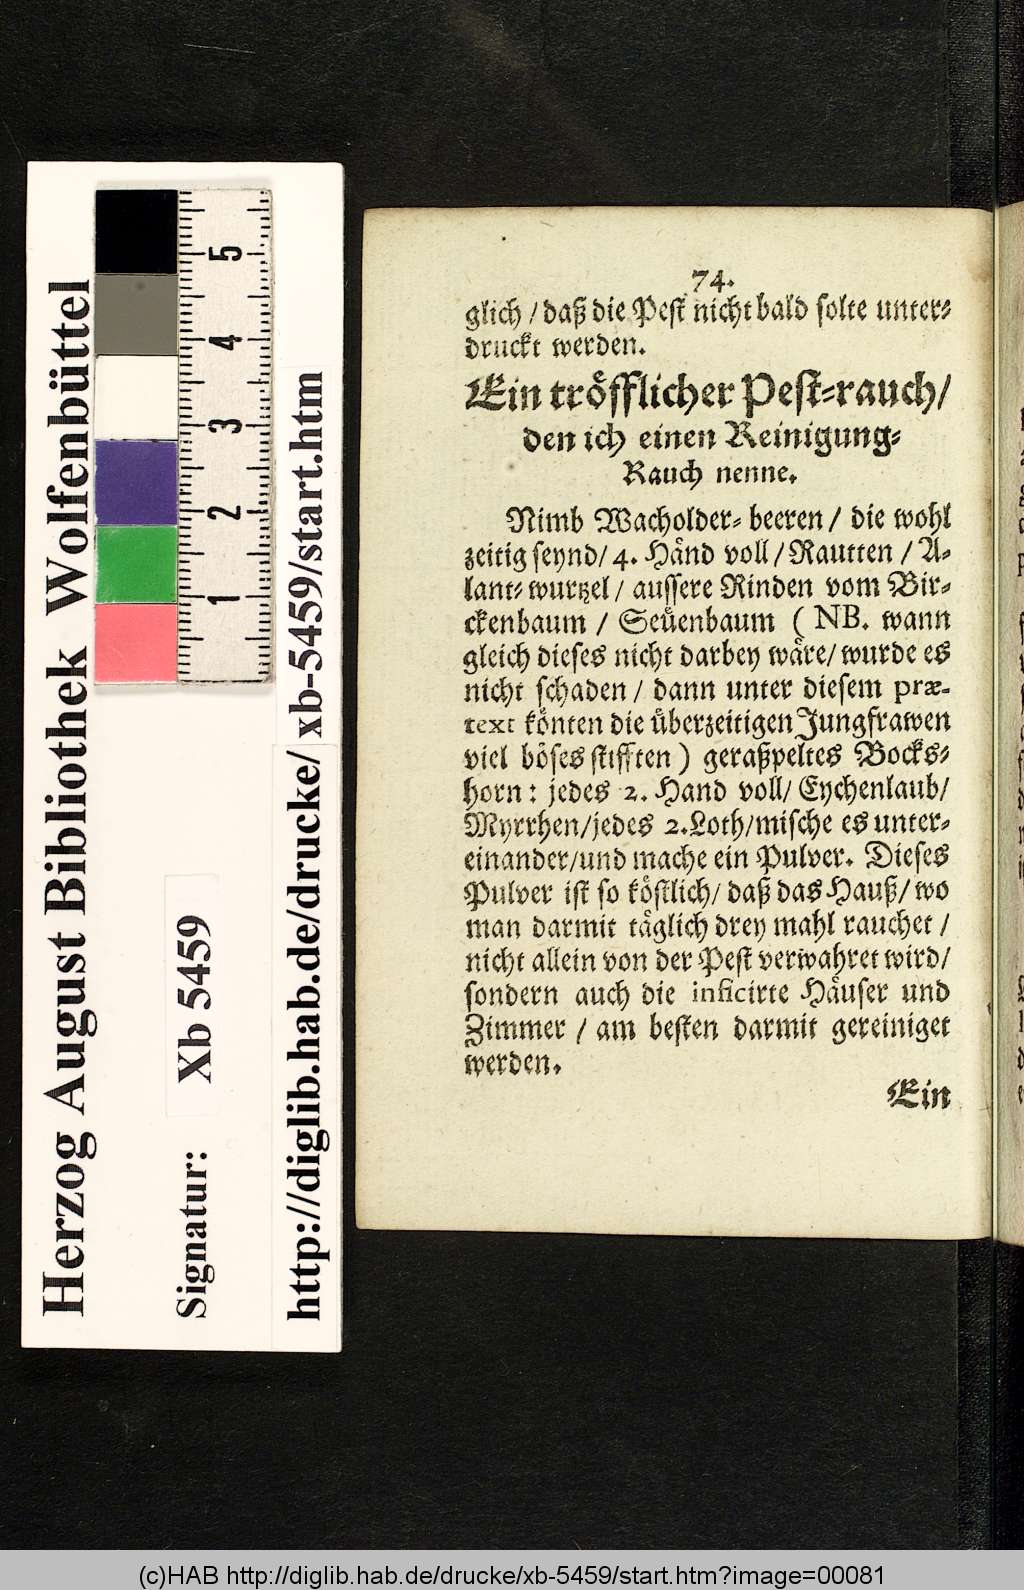 74.
glich / daß die Pest nicht bald solte unter-
druckt werden.
Ein tröfflicher Pest-rauch /
den ich einen Reinigung-
Rauch nenne.
Nimb Wacholder- beeren / die wohl
zeitig seynd / 4. Händ voll / Rautten / A-
lant- wurtzel / aussere Rinden vom Bir-
ckenbaum / Seüenbaum ( NB. wann
gleich dieses nicht darbey wäre / wurde es
nicht schaden / dann unter diesem præ-
text könten die überzeitigen Jungfrawen
viel böses stifften ) geraßpeltes Bocks-
horn : jedes 2. Hand voll / Eychenlaub /
Myrrhen / jedes 2. Loth / mische es unter-
einander / und mache ein Pulver. Dieses
Pulver ist so köstlich / daß das Hauß / wo
man darmit täglich drey mahl rauchet /
nicht allein von der Pest verwahret wird /
sondern auch die inficirte Häuser und
Zimmer / am besten darmit gereiniget
werden.
Ein
Herzog August Bibliothek Wolfenbüttel
Signatur: Xb 5459
http://diglib.hab.de/drucke/xb-5459/start.htm
1 2 3 4 5
(c)HAB http://diglib.hab.de/drucke/xb-5459/start.htm?image=00081